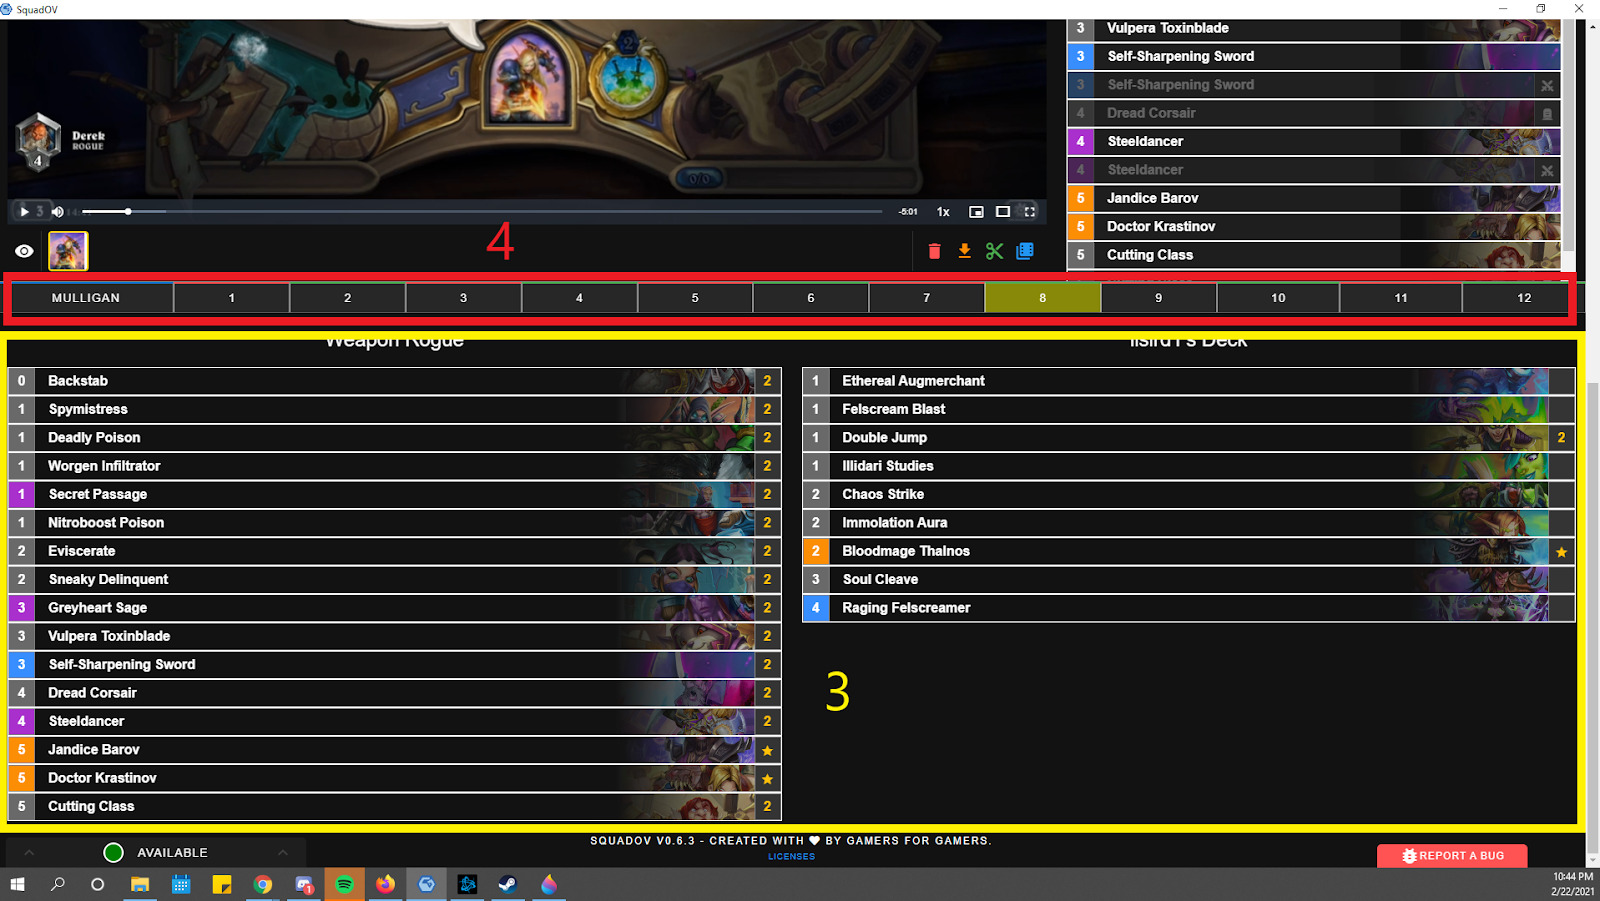 SquadOV
2
Derek
ROGUE
4
3
-5:01
1x
3 Vulpera Toxinblade
3 Self-Sharpening Sword
3 Self-Sharpening Sword
4 Dread Corsair
4 Steeldancer
4 Steeldancer
5 Jandice Barov
5 Doctor Krastinov
5 Cutting Class
0/0
4
MULLIGAN 1 2 3 4 5 6 7 8 9 10 11 12
Weapon Rogue
0 Backstab 2
1 Spymistress 2
1 Deadly Poison 2
1 Worgen Infiltrator 2
1 Secret Passage 2
1 Nitroboost Poison 2
2 Eviscerate 2
2 Sneaky Delinquent 2
3 Greyheart Sage 2
3 Vulpera Toxinblade 2
3 Self-Sharpening Sword 2
4 Dread Corsair 2
4 Steeldancer 2
5 Jandice Barov
5 Doctor Krastinov
5 Cutting Class 2
Deck
1 Ethereal Augmerchant
1 Felscream Blast
1 Double Jump 2
1 Illidari Studies
2 Chaos Strike
2 Immolation Aura
2 Bloodmage Thalnos
3 Soul Cleave
4 Raging Felscreamer
3
AVAILABLE
SQUADOV V0.6.3 - CREATED WITH BY GAMERS FOR GAMERS.
LICENSES
REPORT A BUG
1
10:44 PM
2/22/2021